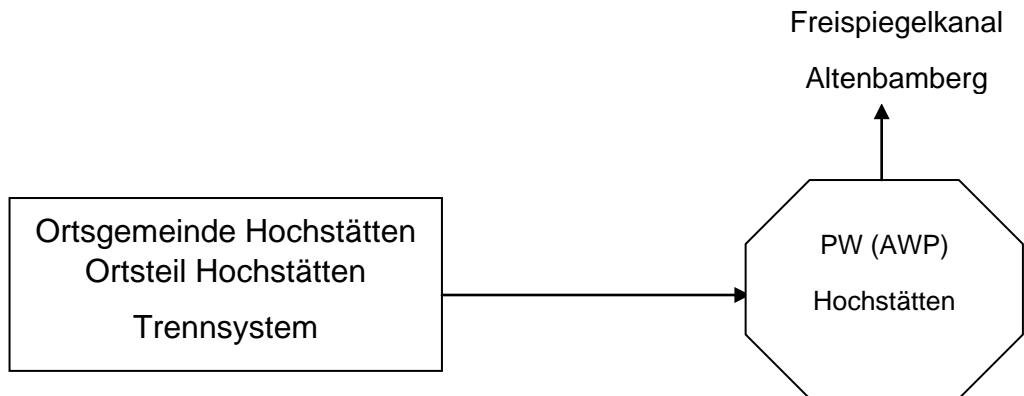 Freispiegelkanal
Altenbamberg
Ortsgemeinde Hochstätten
Ortsteil Hochstätten
Trennsystem
PW (AWP)
Hochstätten